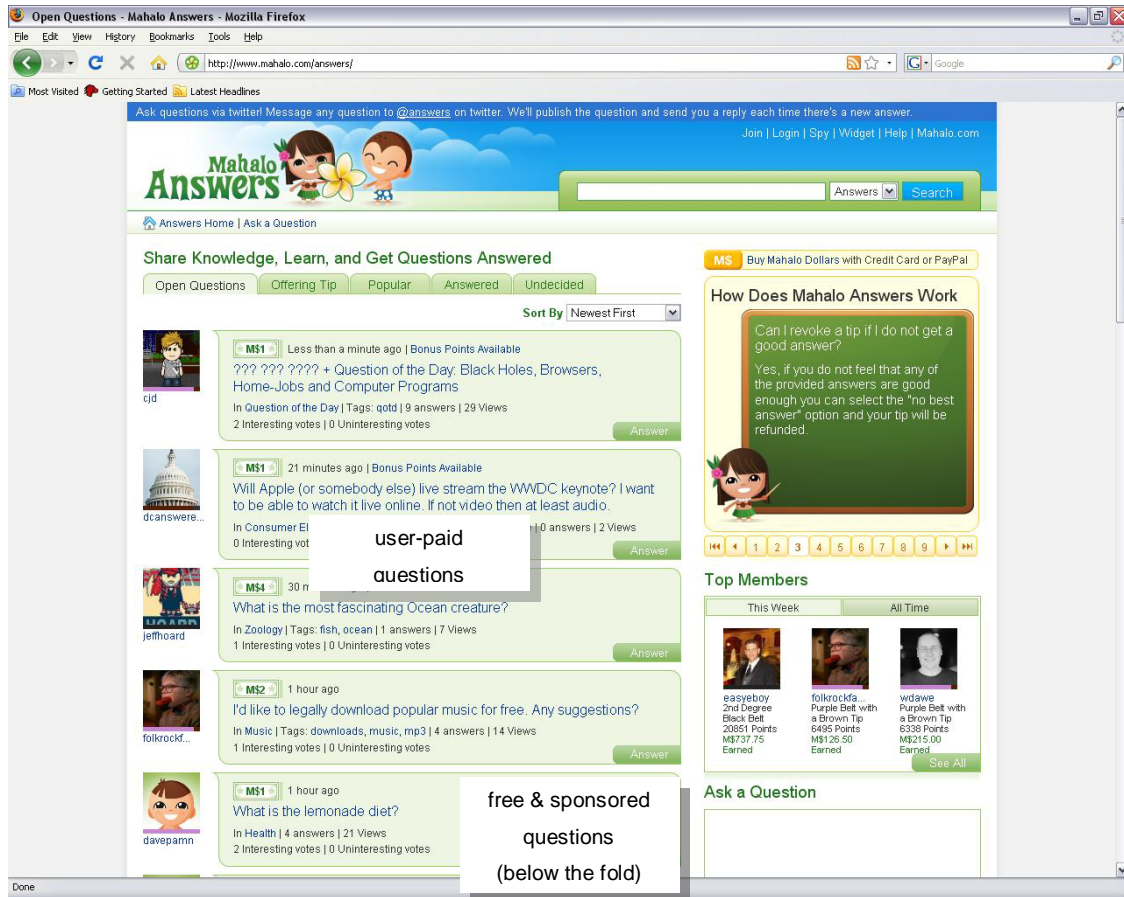 Open Questions - Mahalo Answers - Mozilla Firefox
File Edit View History Bookmarks Tools Help
http://www.mahalo.com/answers/
Google
Most Visited Getting Started Latest Headlines
Ask questions via twitter! Message any question to @answers on twitter. We'll publish the question and send you a reply each time there's a new answer.
Join | Login | Spy | Widget | Help | Mahalo.com
Mahalo
Answers
Answers Search
Answers Home | Ask a Question
Share Knowledge, Learn, and Get Questions Answered
Open Questions Offering Tip Popular Answered Undecided
Sort By Newest First
M$1 Less than a minute ago | Bonus Points Available
??? ??? ???? + Question of the Day: Black Holes, Browsers,
Home-Jobs and Computer Programs
cjd
In Question of the Day | Tags: qotd | 9 answers | 29 Views
2 Interesting votes | 0 Uninteresting votes
Answer
M$1 21 minutes ago | Bonus Points Available
Will Apple (or somebody else) live stream the WWDC keynote? I want
to be able to watch it live online. If not video then at least audio.
dcanswere...
In Consumer El | 0 answers | 2 Views
0 Interesting vot
Answer
user-paid
questions
M$4 30 m
What is the most fascinating Ocean creature?
HOARD
jeffhoard
In Zoology | Tags: fish, ocean | 1 answers | 7 Views
1 Interesting votes | 0 Uninteresting votes
Answer
M$2 1 hour ago
I'd like to legally download popular music for free. Any suggestions?
folkrockf...
In Music | Tags: downloads, music, mp3 | 4 answers | 14 Views
1 Interesting votes | 0 Uninteresting votes
Answer
M$1 1 hour ago
What is the lemonade diet?
davepamn
In Health | 4 answers | 21 Views
2 Interesting votes | 0 Uninteresting votes
free & sponsored
questions
(below the fold)
M$ Buy Mahalo Dollars with Credit Card or PayPal
How Does Mahalo Answers Work
Can I revoke a tip if I do not get a
good answer?
Yes, if you do not feel that any of
the provided answers are good
enough you can select the "no best
answer" option and your tip will be
refunded.
1 2 3 4 5 6 7 8 9
Top Members
This Week All Time
easyeboy
2nd Degree
Black Belt
20851 Points
M$737.75
Earned
folkrockfa...
Purple Belt with
a Brown Tip
6495 Points
M$126.50
Earned
wdawe
Purple Belt with
a Brown Tip
6338 Points
M$215.00
Earned
See All
Ask a Question
Done